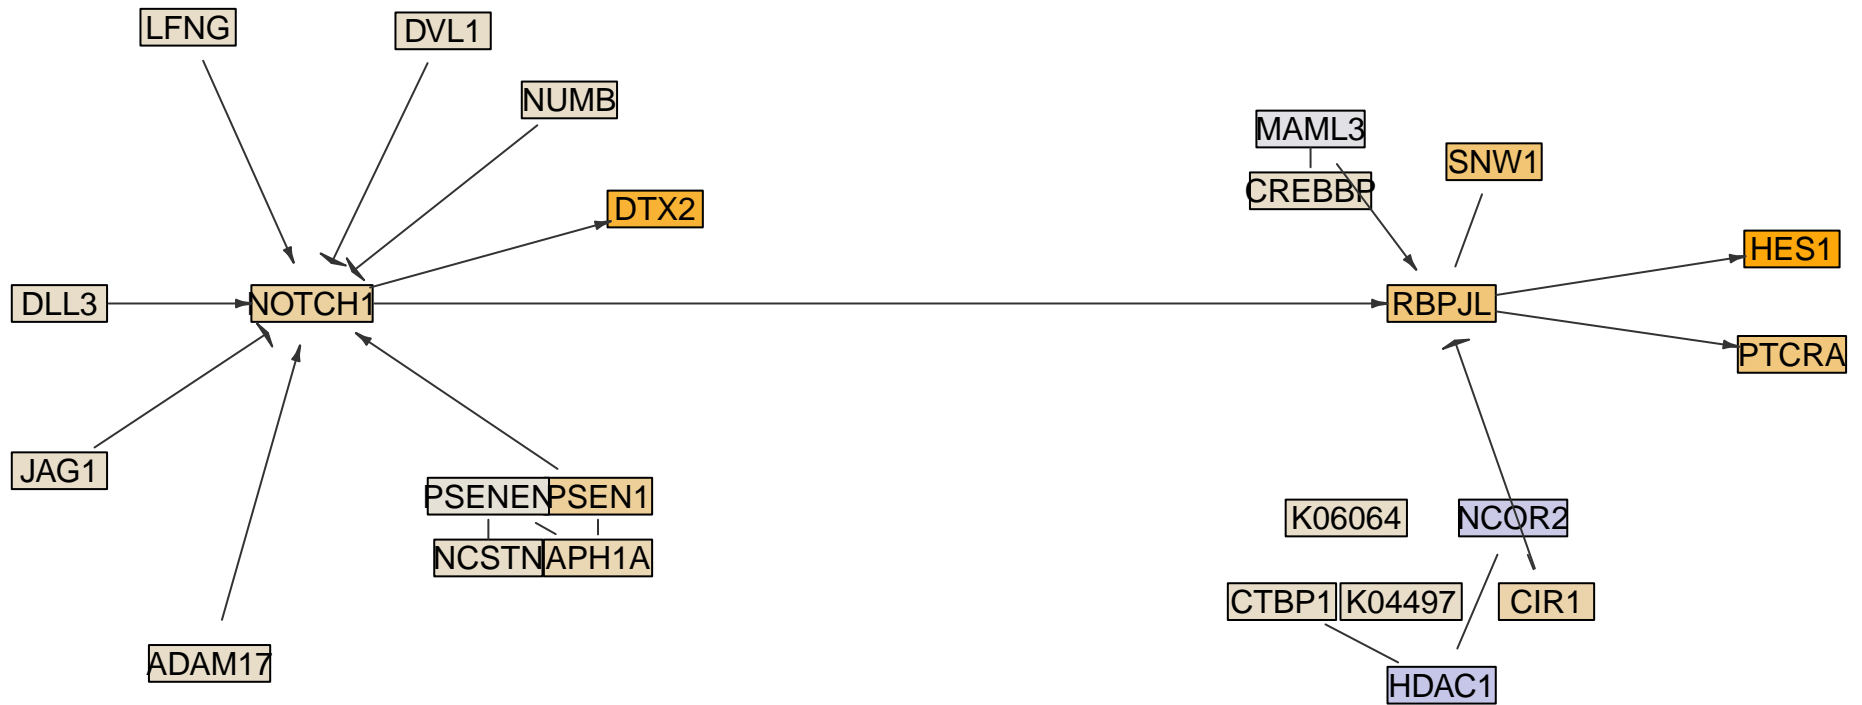 LFNG
DVL1
NUMB
MAML3
SNW1
CREBBP
DTX2
HES1
DLL3
NOTCH1
RBPJL
PTCRA
JAG1
PSENEN
PSEN1
K06064
NCOR2
NCSTN
APH1A
CTBP1
K04497
CIR1
ADAM17
HDAC1